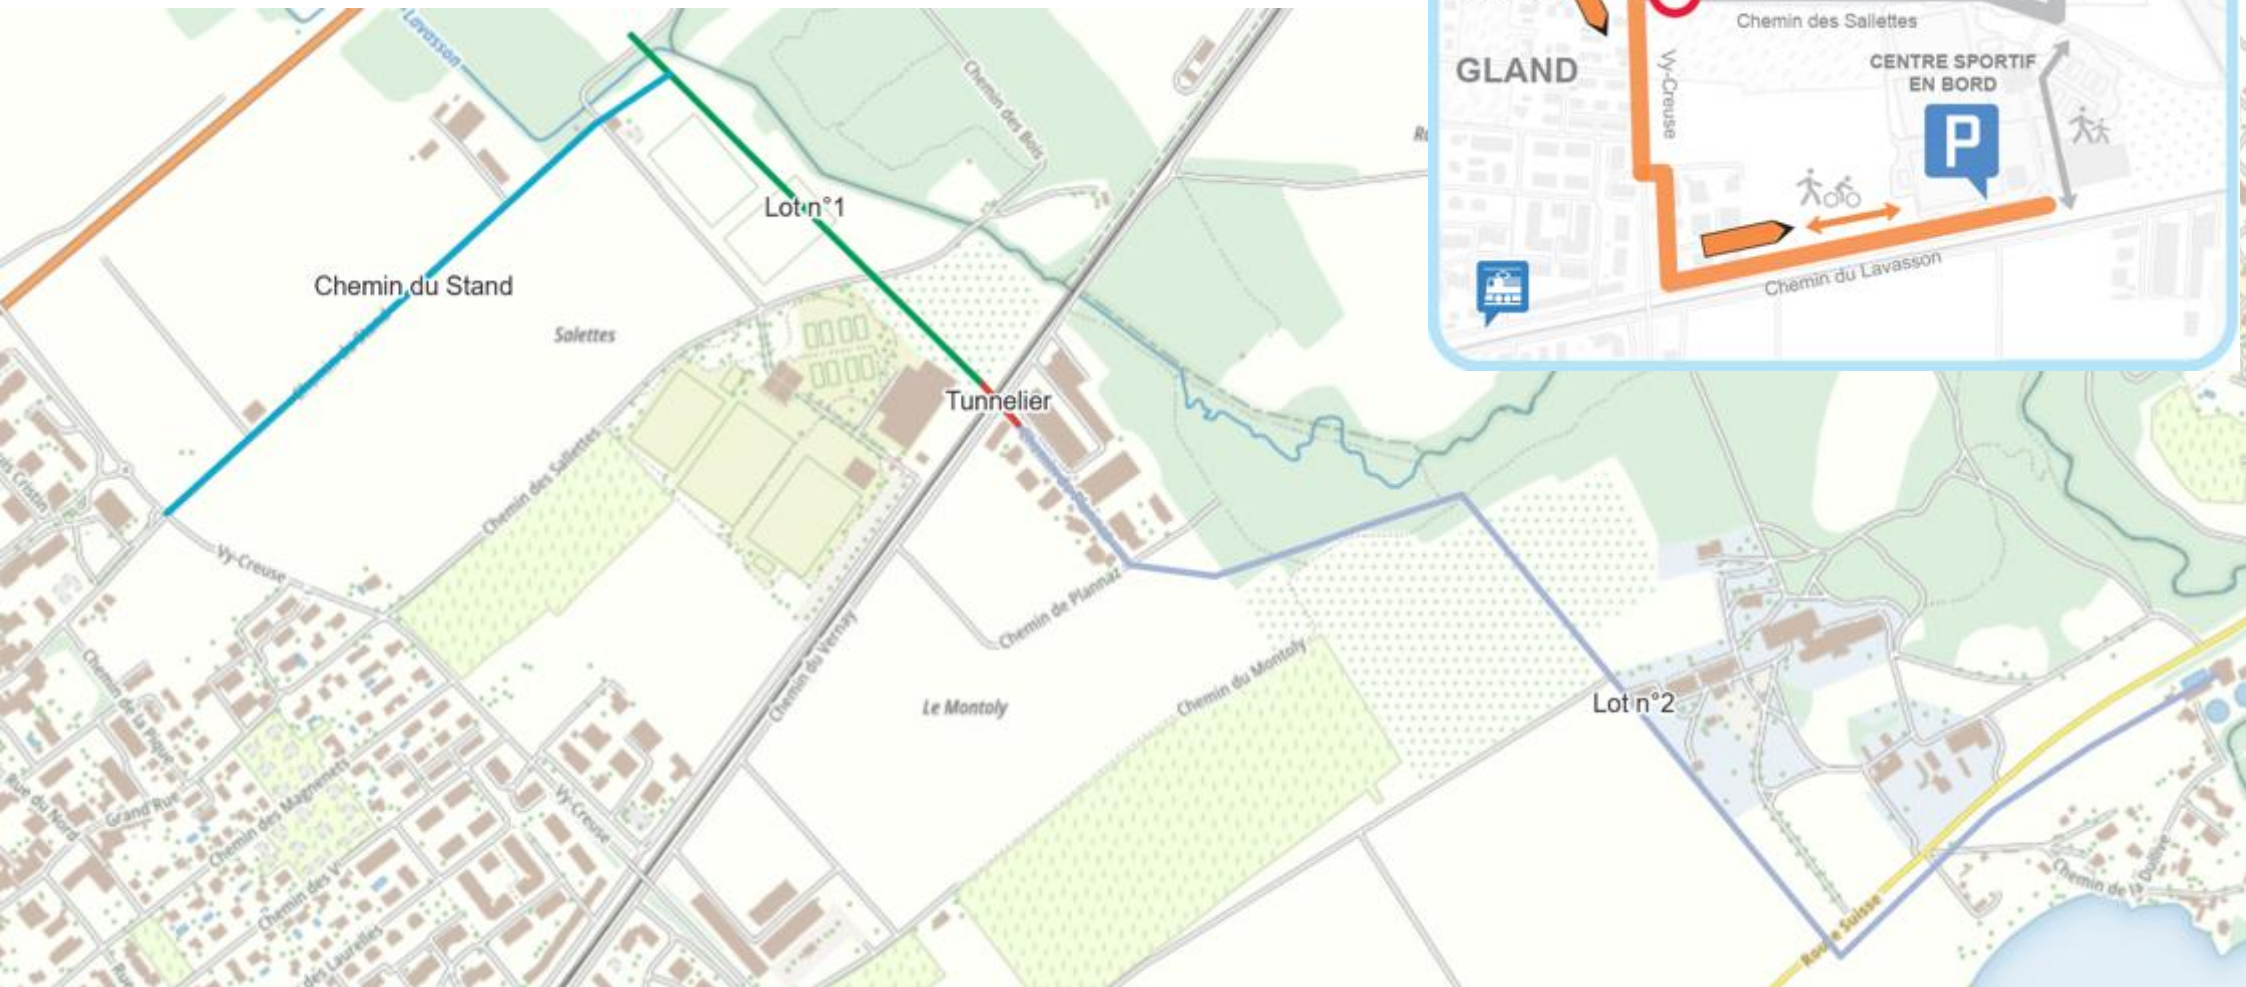 Lavasson
Chemin des Bois
Lot n°1
Chemin du Stand
Salettes
Tunnelier
Chemin des Sallettes
Vy-Creuse
Chemin de Plannaz
Chemin du Vernay
Chemin du Montoly
Le Montoly
Lot n°2
Chemin de la Pique
Rue du Nord
Grand'Rue
Chemin des Magnenets
Vy-Creuse
Chemin des V
des Laurelles
Rue
Route Suisse
Chemin de la Dullive
Chemin des Sallettes
GLAND
Vy-Creuse
CENTRE SPORTIF
EN BORD
P
Chemin du Lavasson